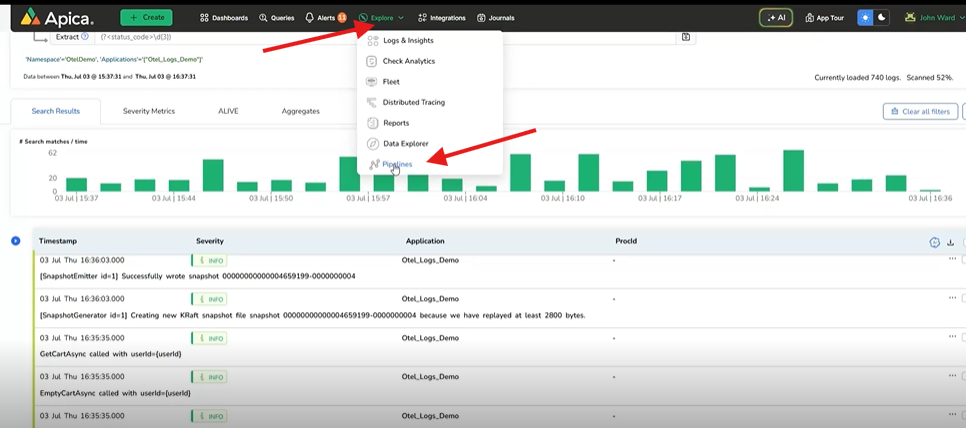 Apica. + Create Dashboards Queries Alerts 11 Explore Integrations Journals AI App Tour John Ward
Extract (?<status_code>\d{3})
Logs & Insights
Check Analytics
Fleet
Distributed Tracing
Reports
Data Explorer
Pipelines
'Namespace'='OtelDemo', 'Applications'='["Otel_Logs_Demo"]'
Data between Thu, Jul 03 @ 15:37:31 and Thu, Jul 03 @ 16:37:31
Currently loaded 740 logs. Scanned 52%.
Search Results Severity Metrics ALIVE Aggregates Clear all filters
# Search matches / time
62
20
0
03 Jul | 15:37 03 Jul | 15:44 03 Jul | 15:50 03 Jul | 15:57 03 Jul | 16:04 03 Jul | 16:10 03 Jul | 16:17 03 Jul | 16:24 03 Jul | 16:36
Timestamp Severity Application ProcId
03 Jul Thu 16:36:03.000 INFO Otel_Logs_Demo -
[SnapshotEmitter id=1] Successfully wrote snapshot 00000000000004659199-0000000004
03 Jul Thu 16:36:03.000 INFO Otel_Logs_Demo -
[SnapshotGenerator id=1] Creating new KRaft snapshot file snapshot 00000000000004659199-0000000004 because we have replayed at least 2800 bytes.
03 Jul Thu 16:35:35.000 INFO Otel_Logs_Demo -
GetCartAsync called with userId={userId}
03 Jul Thu 16:35:35.000 INFO Otel_Logs_Demo -
EmptyCartAsync called with userId={userId}
03 Jul Thu 16:35:35.000 INFO Otel_Logs_Demo -